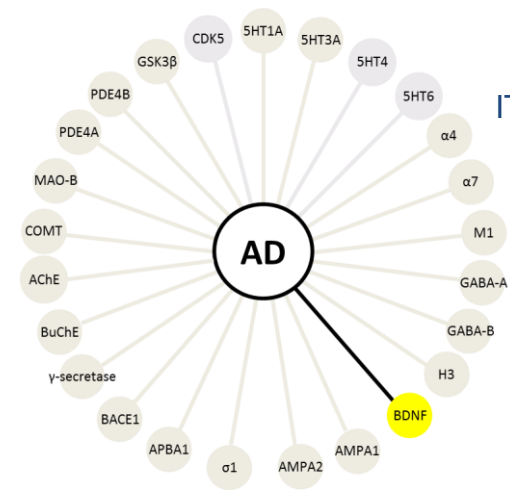 5HT1A
5HT3A
5HT4
5HT6
IT
α4
α7
M1
GABA-A
GABA-B
H3
BDNF
AMPA1
AMPA2
σ1
APBA1
BACE1
γ-secretase
BuChE
AChE
COMT
MAO-B
PDE4A
PDE4B
GSK3β
CDK5
AD